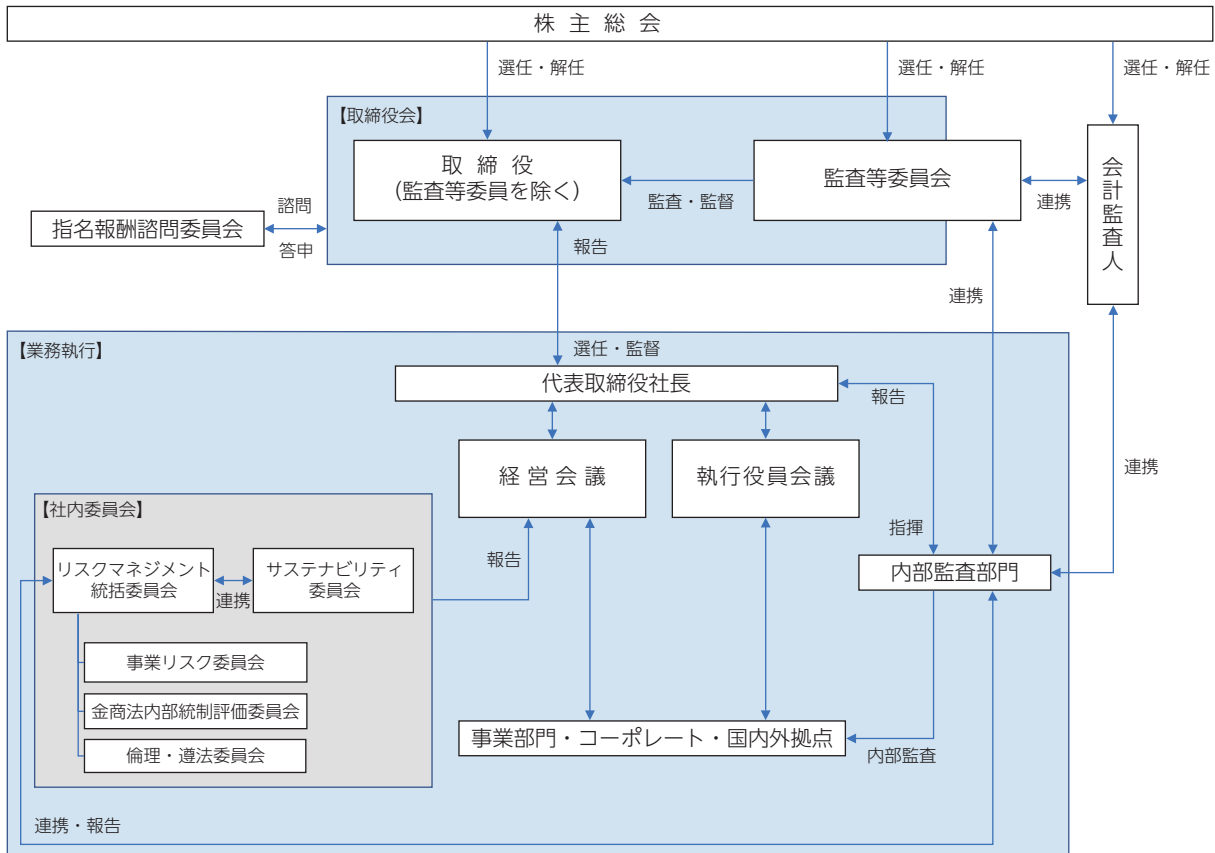 株主総会
選任・解任
選任・解任
選任・解任
【取締役会】
取締役
（監査等委員を除く）
監査・監督
監査等委員会
連携
会計監査人
諮問
指名報酬諮問委員会
答申
報告
連携
【業務執行】
選任・監督
代表取締役社長
報告
経営会議
執行役員会議
連携
【社内委員会】
指揮
報告
リスクマネジメント
統括委員会
連携
サステナビリティ
委員会
内部監査部門
事業リスク委員会
金商法内部統制評価委員会
倫理・遵法委員会
事業部門・コーポレート・国内外拠点
内部監査
連携・報告